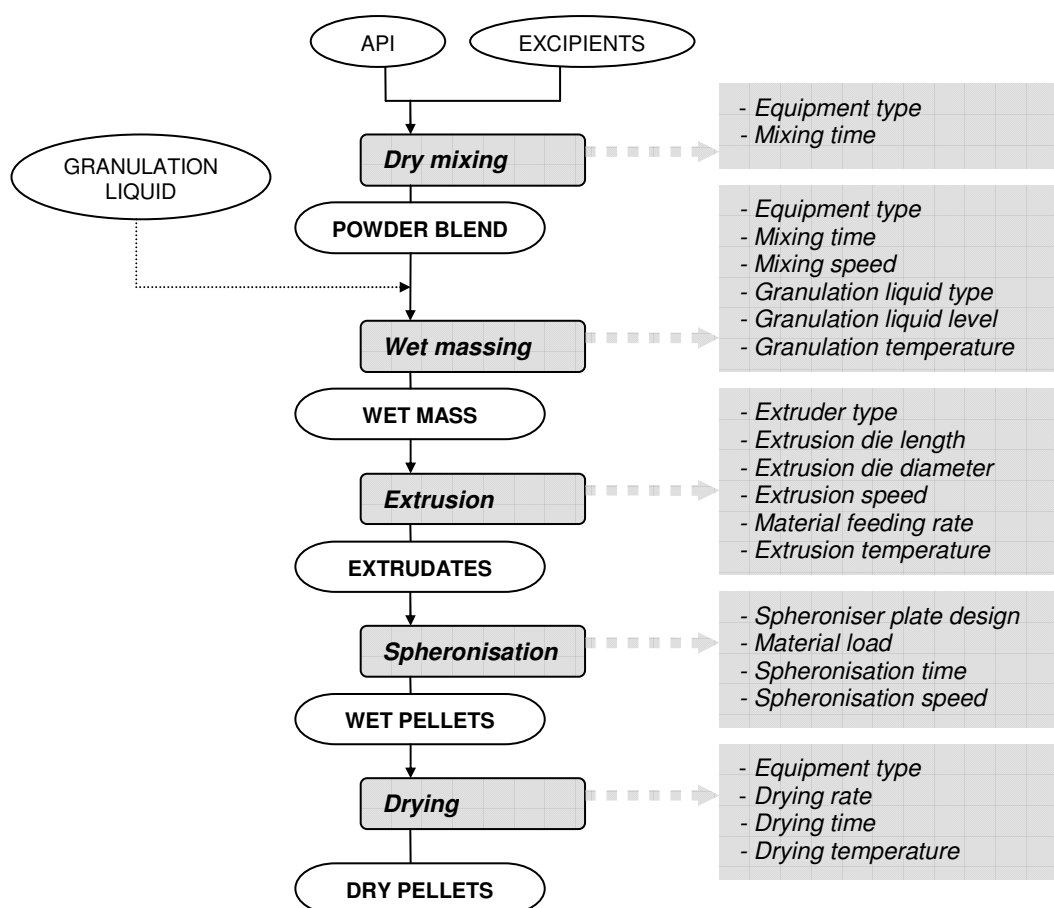 API
EXCIPIENTS
- Equipment type
- Mixing time
Dry mixing
GRANULATION
LIQUID
POWDER BLEND
- Equipment type
- Mixing time
- Mixing speed
- Granulation liquid type
- Granulation liquid level
- Granulation temperature
Wet massing
WET MASS
- Extruder type
- Extrusion die length
- Extrusion die diameter
- Extrusion speed
- Material feeding rate
- Extrusion temperature
Extrusion
EXTRUDATES
- Spheroniser plate design
- Material load
- Spheronisation time
- Spheronisation speed
Spheronisation
WET PELLETS
- Equipment type
- Drying rate
- Drying time
- Drying temperature
Drying
DRY PELLETS